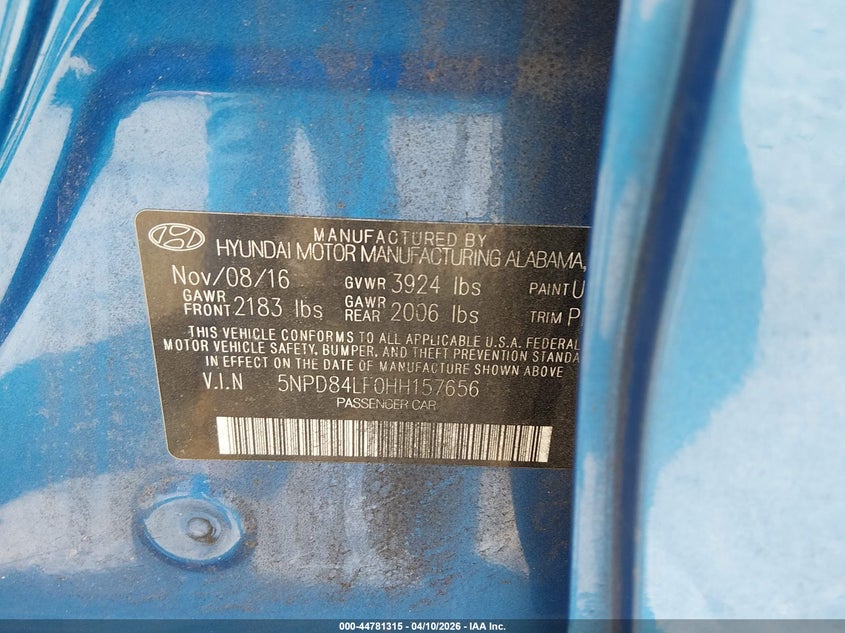 MANUFACTURED BY
HYUNDAI MOTOR MANUFACTURING ALABAMA,
Nov/08/16 GVWR 3924 lbs PAINT U
GAWR FRONT 2183 lbs GAWR REAR 2006 lbs TRIM P
THIS VEHICLE CONFORMS TO ALL APPLICABLE U.S.A. FEDERAL
MOTOR VEHICLE SAFETY, BUMPER, AND THEFT PREVENTION STANDA
IN EFFECT ON THE DATE OF MANUFACTURE SHOWN ABOVE
V.I.N 5NPD84LF0HH157656
PASSENGER CAR
000-44781315 - 04/10/2026 - IAA Inc.